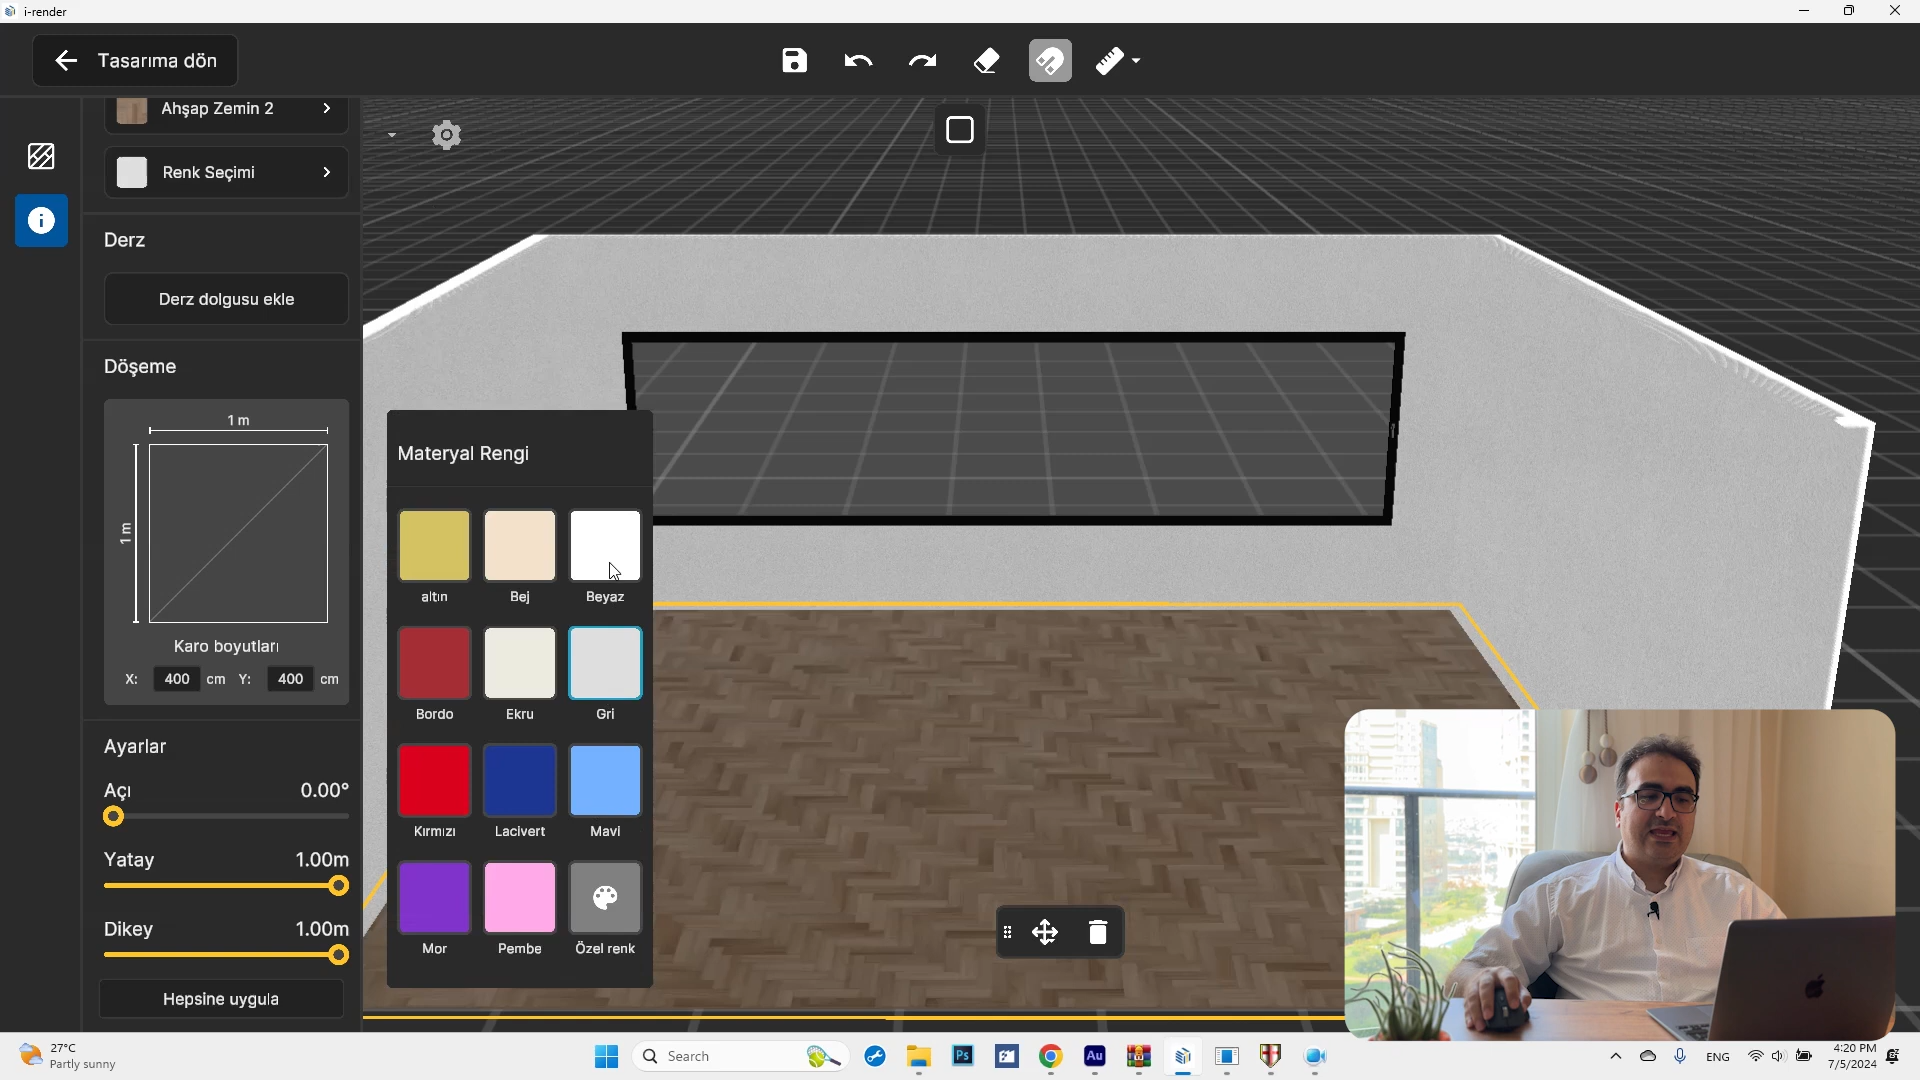 i-render
Tasarıma dön
Ahşap Zemin 2
Renk Seçimi
Derz
Derz dolgusu ekle
Döşeme
1 m
1 m
Karo boyutları
X: 400 cm Y: 400 cm
Ayarlar
Açı 0.00°
Yatay 1.00m
Dikey 1.00m
Hepsine uygula
Materyal Rengi
altın Bej Beyaz
Bordo Ekru Gri
Kırmızı Lacivert Mavi
Mor Pembe Özel renk
27°C
Partly sunny
Search
Ps
Au
ENG
4:20 PM
7/5/2024